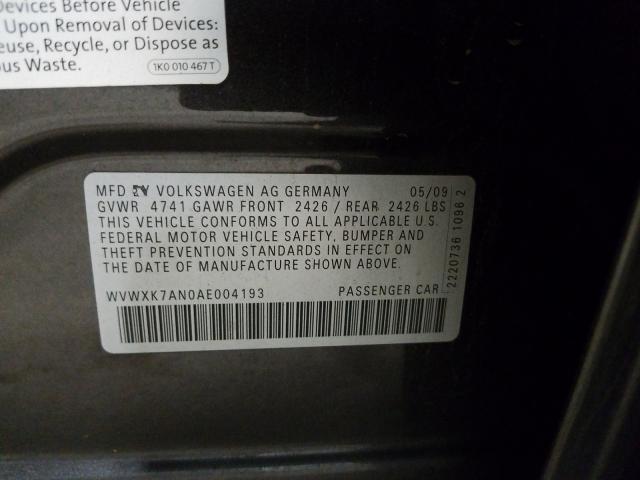 Devices Before Vehicle
Upon Removal of Devices:
euse, Recycle, or Dispose as
ous Waste.
1K0 010 467 T
MFD BY VOLKSWAGEN AG GERMANY 05/09
GVWR 4741 GAWR FRONT 2426 / REAR 2426 LBS
THIS VEHICLE CONFORMS TO ALL APPLICABLE U.S.
FEDERAL MOTOR VEHICLE SAFETY, BUMPER AND
THEFT PREVENTION STANDARDS IN EFFECT ON
THE DATE OF MANUFACTURE SHOWN ABOVE.
WVWXK7AN0AE004193 PASSENGER CAR
2220736 1096 2